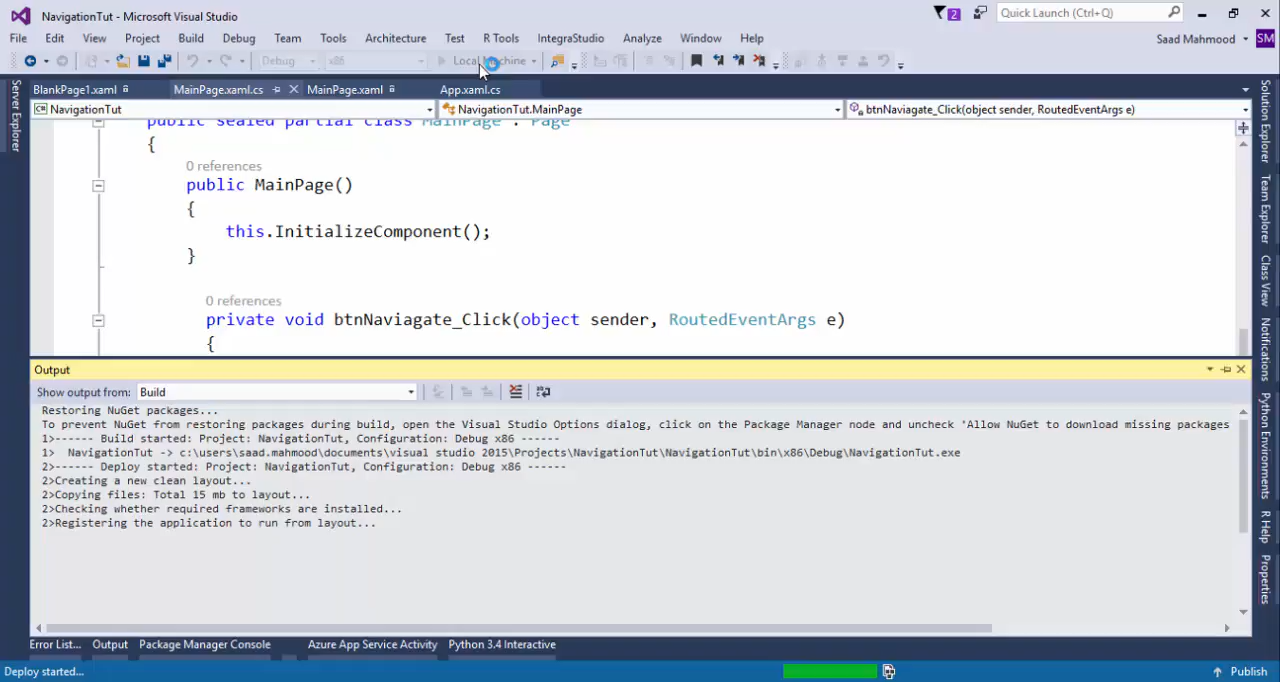 NavigationTut - Microsoft Visual Studio
2
Quick Launch (Ctrl+Q)
File Edit View Project Build Debug Team Tools Architecture Test R Tools IntegraStudio Analyze Window Help
Saad Mahmood SM
Debug x86 Local Machine
BlankPage1.xaml MainPage.xaml.cs MainPage.xaml App.xaml.cs
NavigationTut NavigationTut.MainPage btnNaviagate_Click(object sender, RoutedEventArgs e)
public sealed partial class MainPage : Page
{
0 references
public MainPage()
{
this.InitializeComponent();
}
0 references
private void btnNaviagate_Click(object sender, RoutedEventArgs e)
{
Output
Show output from: Build
Restoring NuGet packages...
To prevent NuGet from restoring packages during build, open the Visual Studio Options dialog, click on the Package Manager node and uncheck 'Allow NuGet to download missing packages
1>------ Build started: Project: NavigationTut, Configuration: Debug x86 ------
1>  NavigationTut -> c:\users\saad.mahmood\documents\visual studio 2015\Projects\NavigationTut\NavigationTut\bin\x86\Debug\NavigationTut.exe
2>------ Deploy started: Project: NavigationTut, Configuration: Debug x86 ------
2>Creating a new clean layout...
2>Copying files: Total 15 mb to layout...
2>Checking whether required frameworks are installed...
2>Registering the application to run from layout...
Error List... Output Package Manager Console Azure App Service Activity Python 3.4 Interactive
Deploy started... Publish
Server Explorer
Solution Explorer
Team Explorer
Class View
Notifications
Python Environments
R Help
Properties